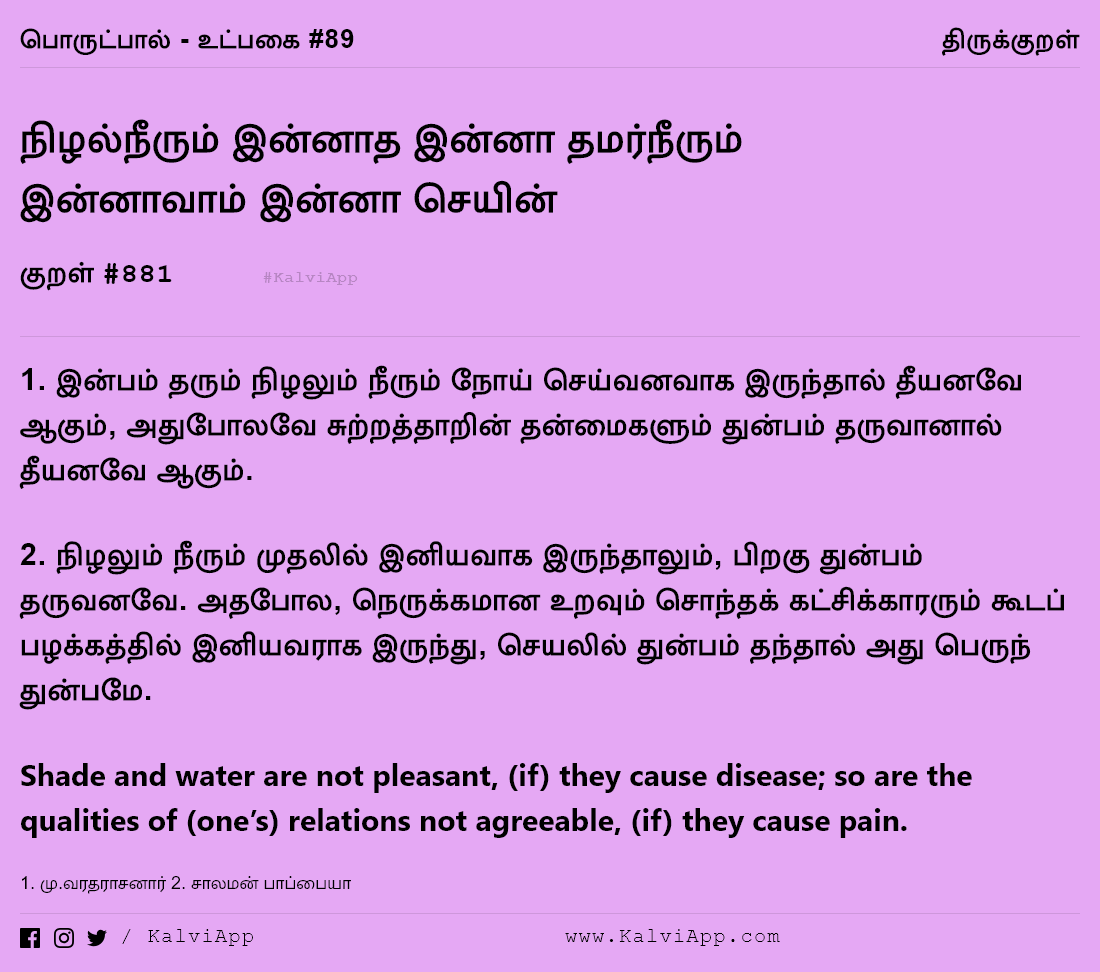 பொருட்பால் - உட்பகை #89
திருக்குறள்
நிழல்நீரும் இன்னாத இன்னா தமர்நீரும்
இன்னாவாம் இன்னா செயின்
குறள் #881
#KalviApp
1. இன்பம் தரும் நிழலும் நீரும் நோய் செய்வனவாக இருந்தால் தீயனவே
ஆகும், அதுபோலவே சுற்றத்தாறின் தன்மைகளும் துன்பம் தருவானால்
தீயனவே ஆகும்.
2. நிழலும் நீரும் முதலில் இனியவாக இருந்தாலும், பிறகு துன்பம்
தருவனவே. அதபோல, நெருக்கமான உறவும் சொந்தக் கட்சிக்காரரும் கூடப்
பழக்கத்தில் இனியவராக இருந்து, செயலில் துன்பம் தந்தால் அது பெருந்
துன்பமே.
Shade and water are not pleasant, (if) they cause disease; so are the
qualities of (one’s) relations not agreeable, (if) they cause pain.
1. மு.வரதராசனார் 2. சாலமன் பாப்பையா
/ KalviApp
www.KalviApp.com